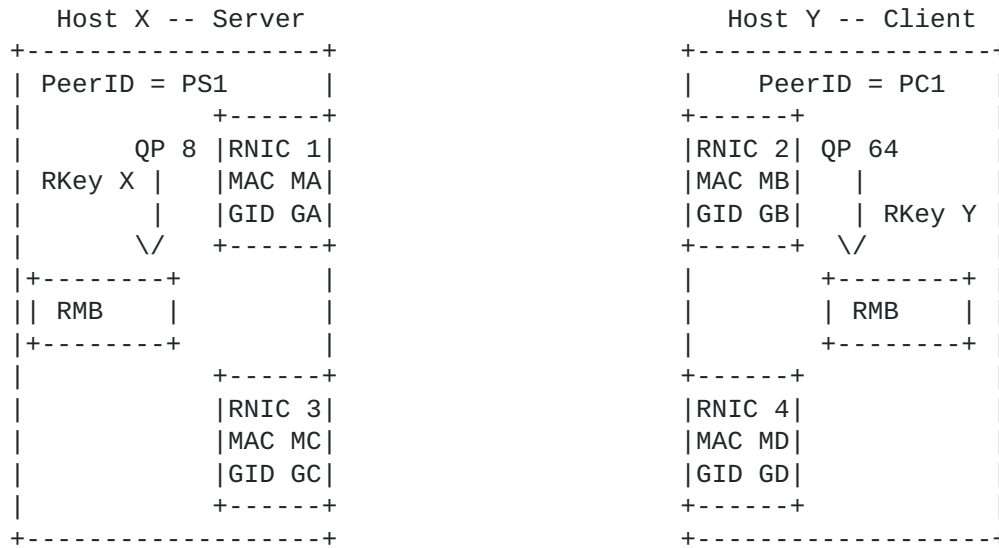 Host X -- Server Host Y -- Client
PeerID = PS1 PeerID = PC1
QP 8 RNIC 1 RNIC 2 QP 64
RKey X MAC MA MAC MB
GID GA GID GB RKey Y
RMB RMB
RNIC 3 RNIC 4
MAC MC MAC MD
GID GC GID GD